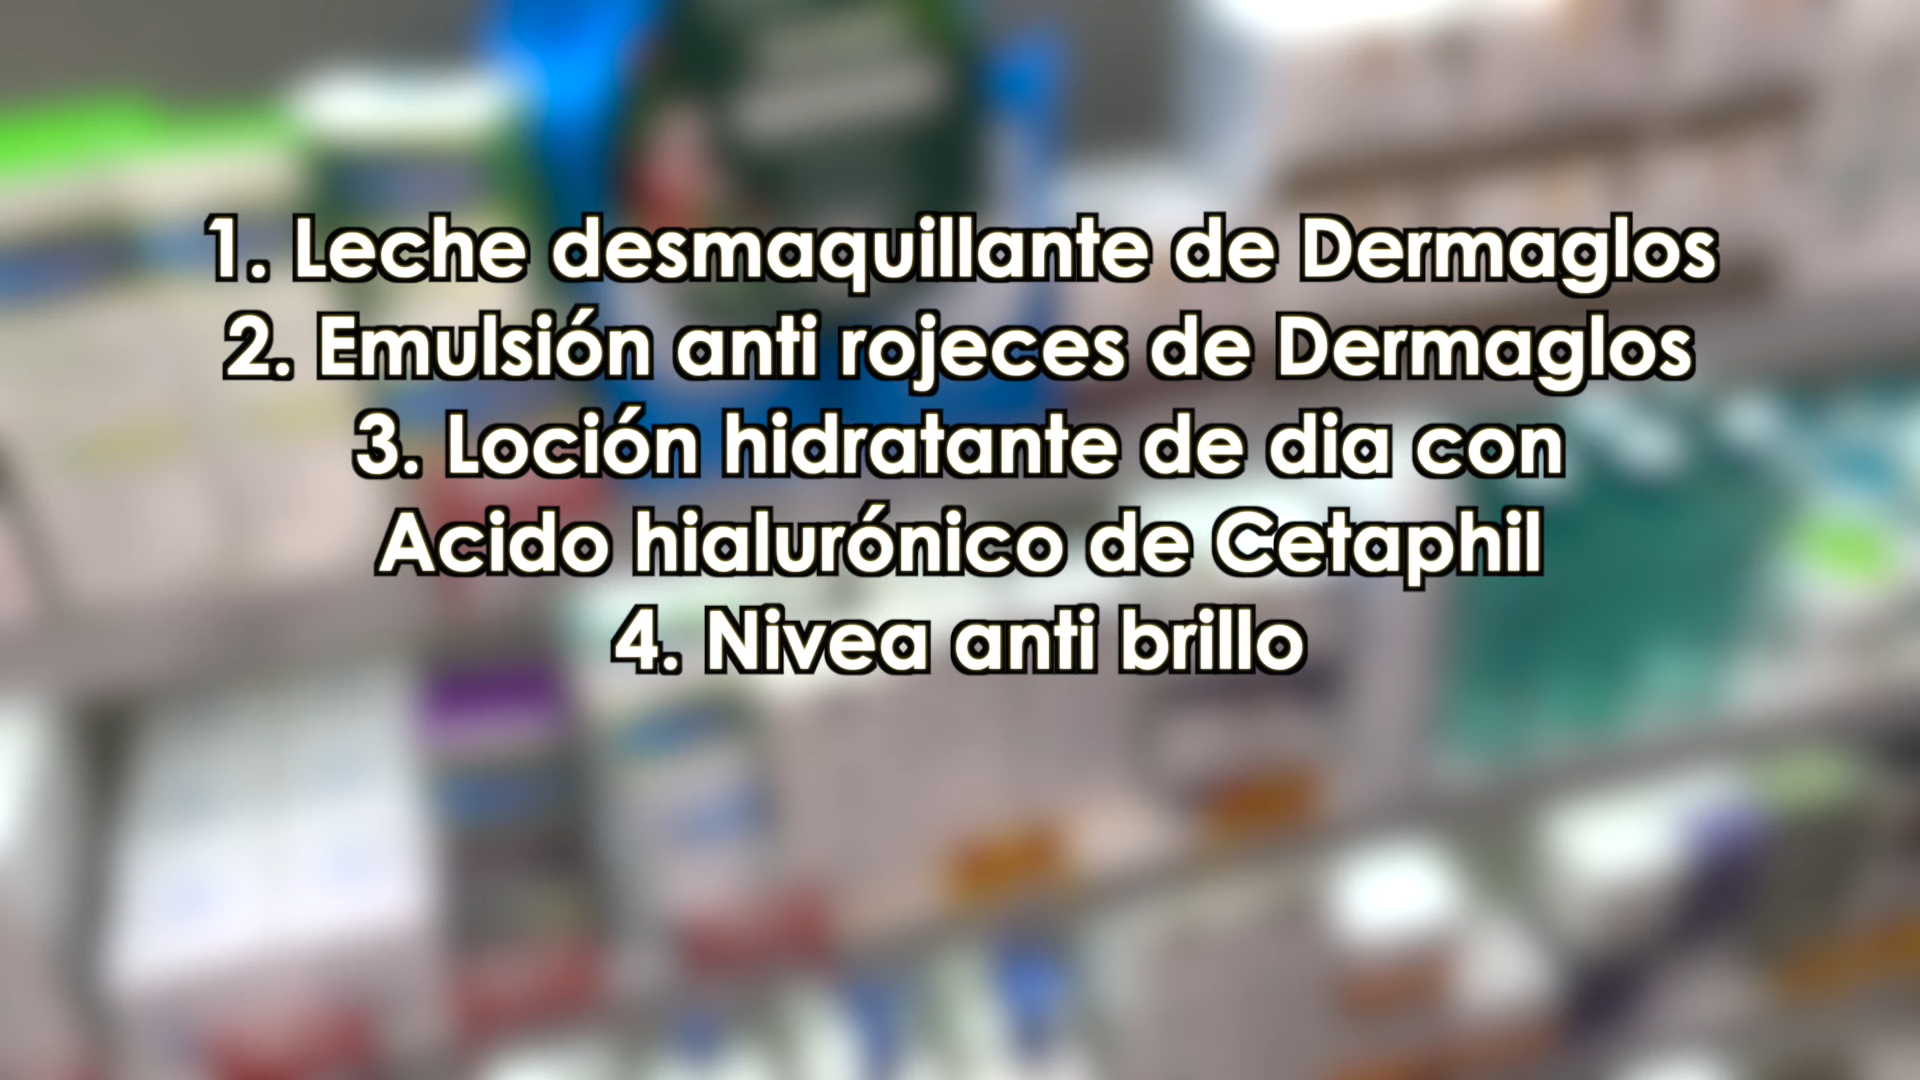 1. Leche desmaquillante de Dermaglos
2. Emulsión anti rojeces de Dermaglos
3. Loción hidratante de dia con
Acido hialurónico de Cetaphil
4. Nivea anti brillo